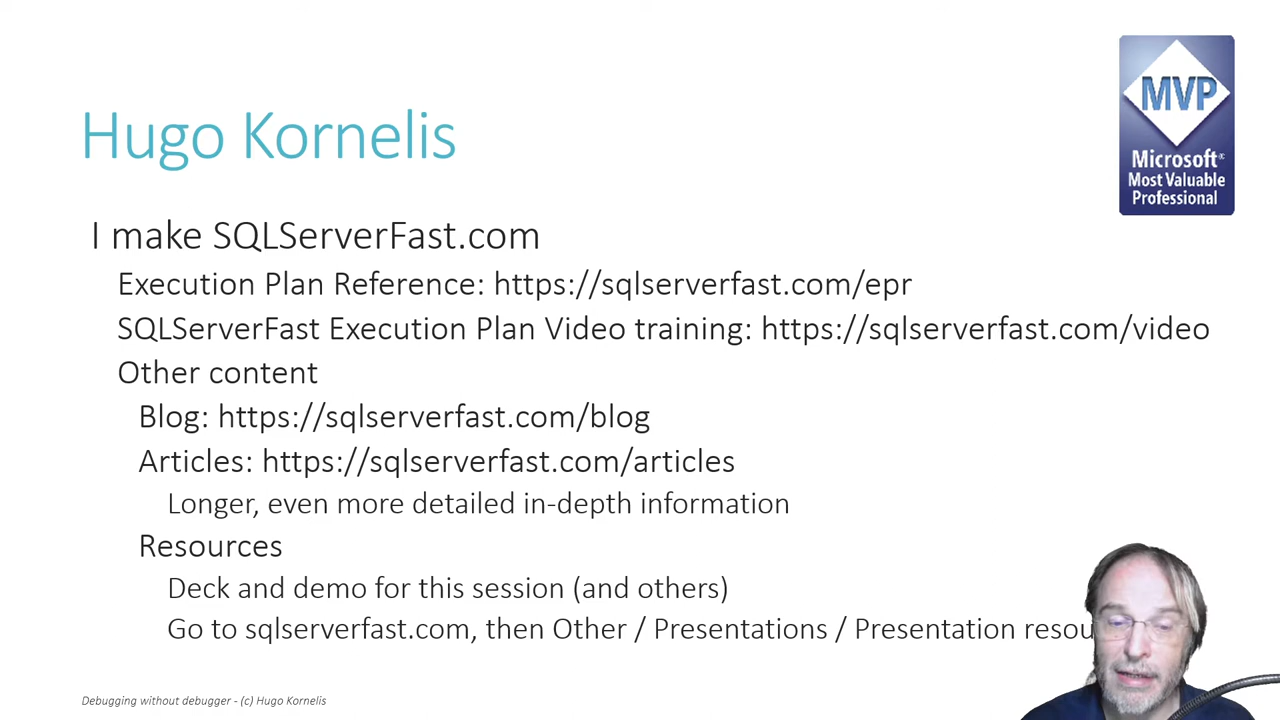 MVP
Microsoft®
Most Valuable
Professional
Hugo Kornelis
I make SQLServerFast.com
Execution Plan Reference: https://sqlserverfast.com/epr
SQLServerFast Execution Plan Video training: https://sqlserverfast.com/video
Other content
Blog: https://sqlserverfast.com/blog
Articles: https://sqlserverfast.com/articles
Longer, even more detailed in-depth information
Resources
Deck and demo for this session (and others)
Go to sqlserverfast.com, then Other / Presentations / Presentation
Debugging without debugger - (c) Hugo Kornelis